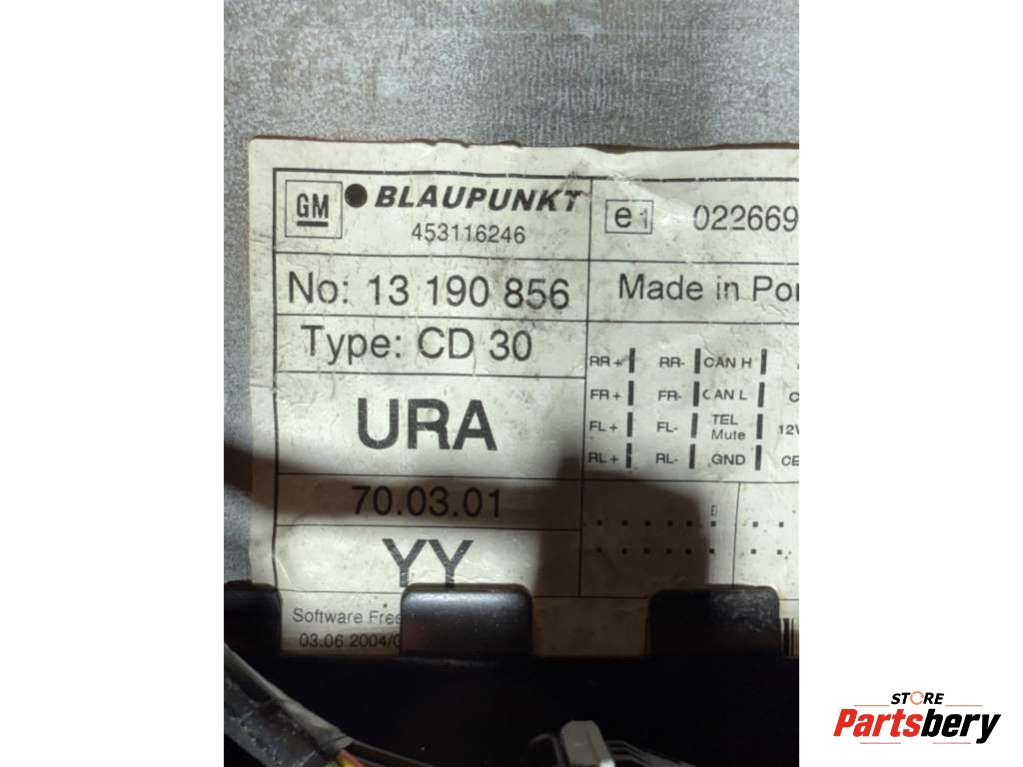 GM
BLAUPUNKT
453116246
e1 022669
No: 13 190 856
Made in Por
Type: CD 30
RR+ RR- CAN H
FR+ FR- CAN L
FL+ FL- TEL Mute 12V
RL+ RL- GND
URA
70.03.01
YY
Software Free
03.06 2004/
STORE
Partsbery